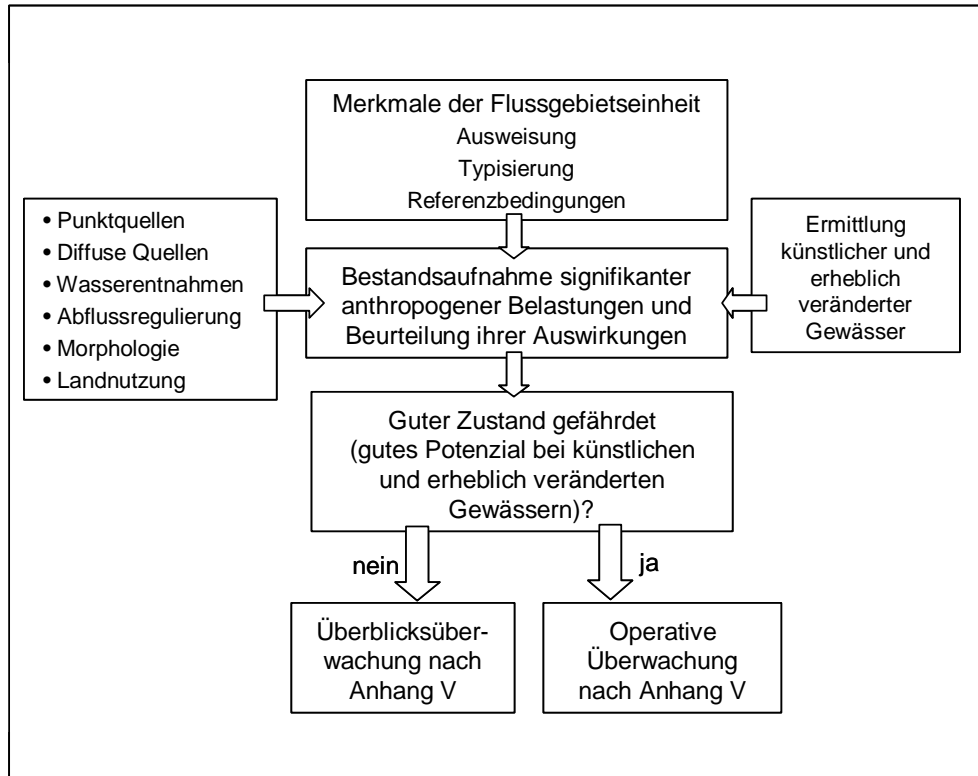 Merkmale der Flussgebietseinheit
Ausweisung
Typisierung
Referenzbedingungen
• Punktquellen
• Diffuse Quellen
• Wasserentnahmen
• Abflussregulierung
• Morphologie
• Landnutzung
Bestandsaufnahme signifikanter
anthropogener Belastungen und
Beurteilung ihrer Auswirkungen
Ermittlung
künstlicher und
erheblich
veränderter
Gewässer
Guter Zustand gefährdet
(gutes Potenzial bei künstlichen
und erheblich veränderten
Gewässern)?
nein
ja
Überblicksüber-
wachung nach
Anhang V
Operative
Überwachung
nach Anhang V